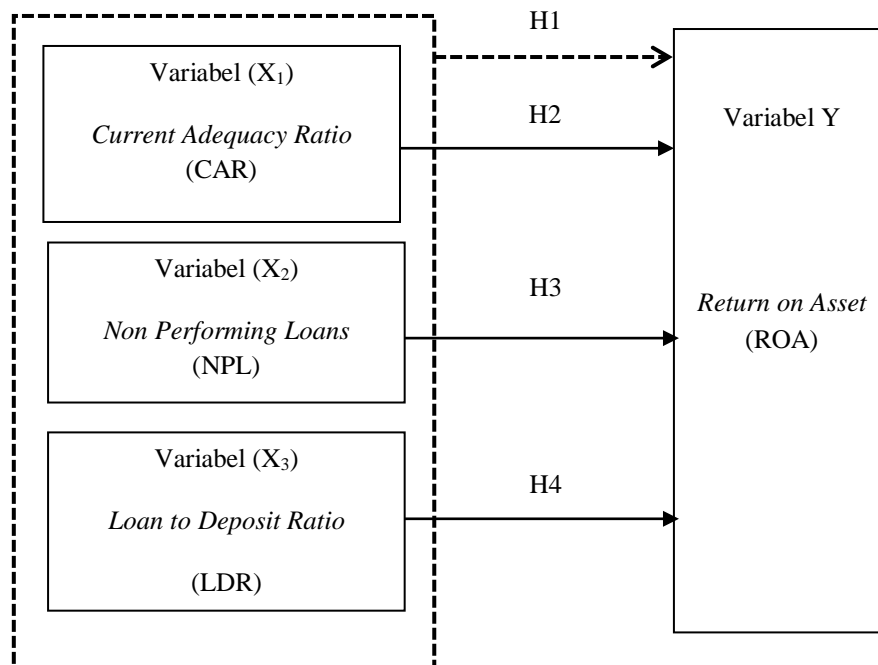 H1
Variabel (X₁)
Current Adequacy Ratio
(CAR)
H2
Variabel Y
Variabel (X₂)
Non Performing Loans
(NPL)
H3
Return on Asset
(ROA)
Variabel (X₃)
Loan to Deposit Ratio
(LDR)
H4